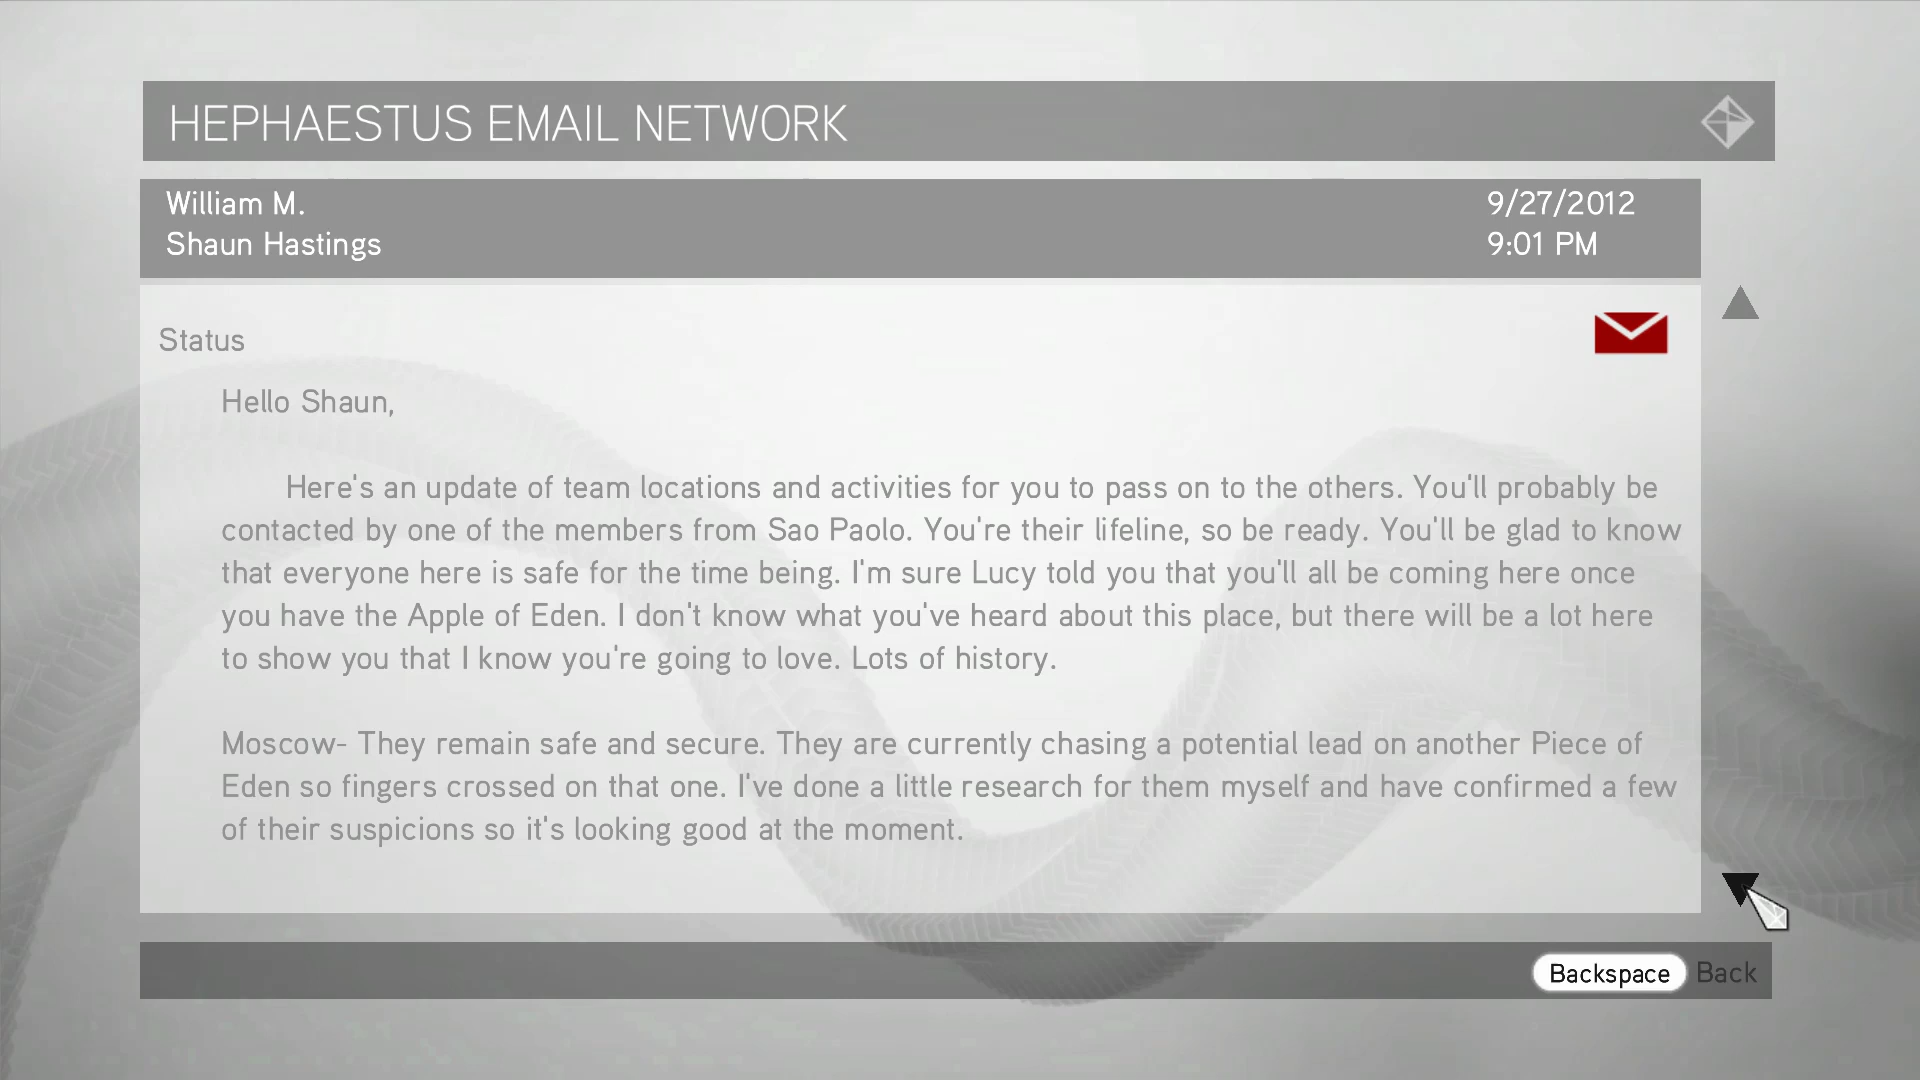 HEPHAESTUS EMAIL NETWORK
William M.
9/27/2012
Shaun Hastings
9:01 PM
Status
Hello Shaun,
Here's an update of team locations and activities for you to pass on to the others. You'll probably be
contacted by one of the members from Sao Paolo. You're their lifeline, so be ready. You'll be glad to know
that everyone here is safe for the time being. I'm sure Lucy told you that you'll all be coming here once
you have the Apple of Eden. I don't know what you've heard about this place, but there will be a lot here
to show you that I know you're going to love. Lots of history.
Moscow- They remain safe and secure. They are currently chasing a potential lead on another Piece of
Eden so fingers crossed on that one. I've done a little research for them myself and have confirmed a few
of their suspicions so it's looking good at the moment.
Backspace Back